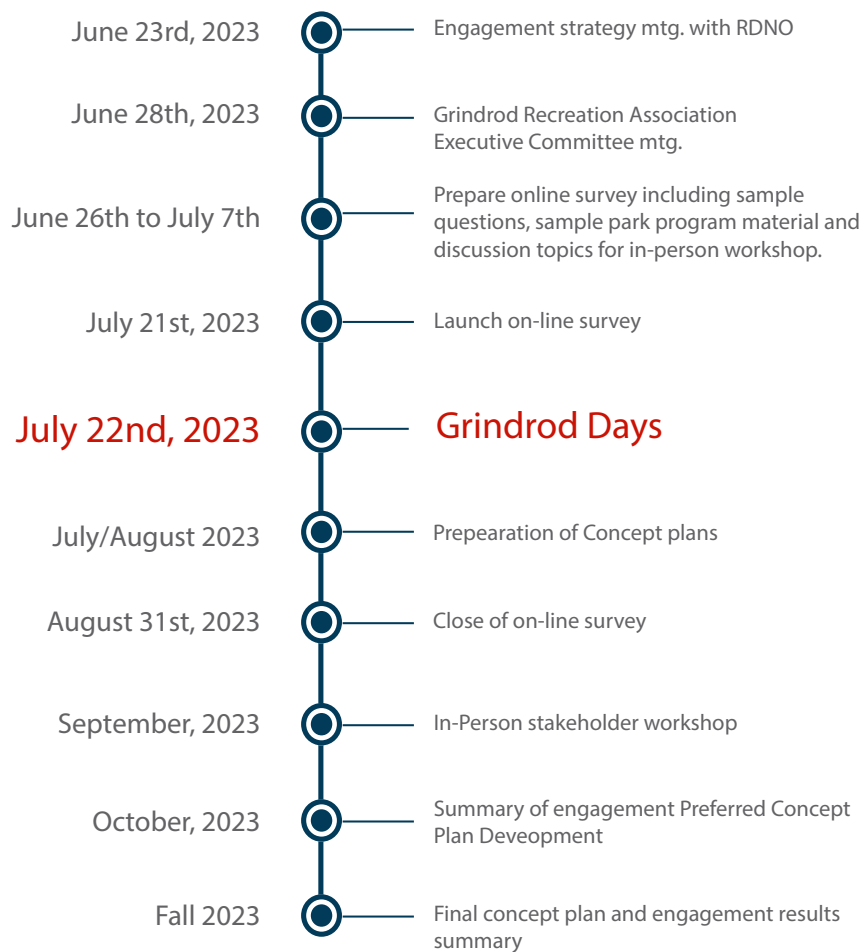 June 23rd, 2023
Engagement strategy mtg. with RDNO
June 28th, 2023
Grindrod Recreation Association
Executive Committee mtg.
June 26th to July 7th
Prepare online survey including sample
questions, sample park program material and
discussion topics for in-person workshop.
July 21st, 2023
Launch on-line survey
July 22nd, 2023
Grindrod Days
July/August 2023
Prepearation of Concept plans
August 31st, 2023
Close of on-line survey
September, 2023
In-Person stakeholder workshop
October, 2023
Summary of engagement Preferred Concept
Plan Deveopment
Fall 2023
Final concept plan and engagement results
summary